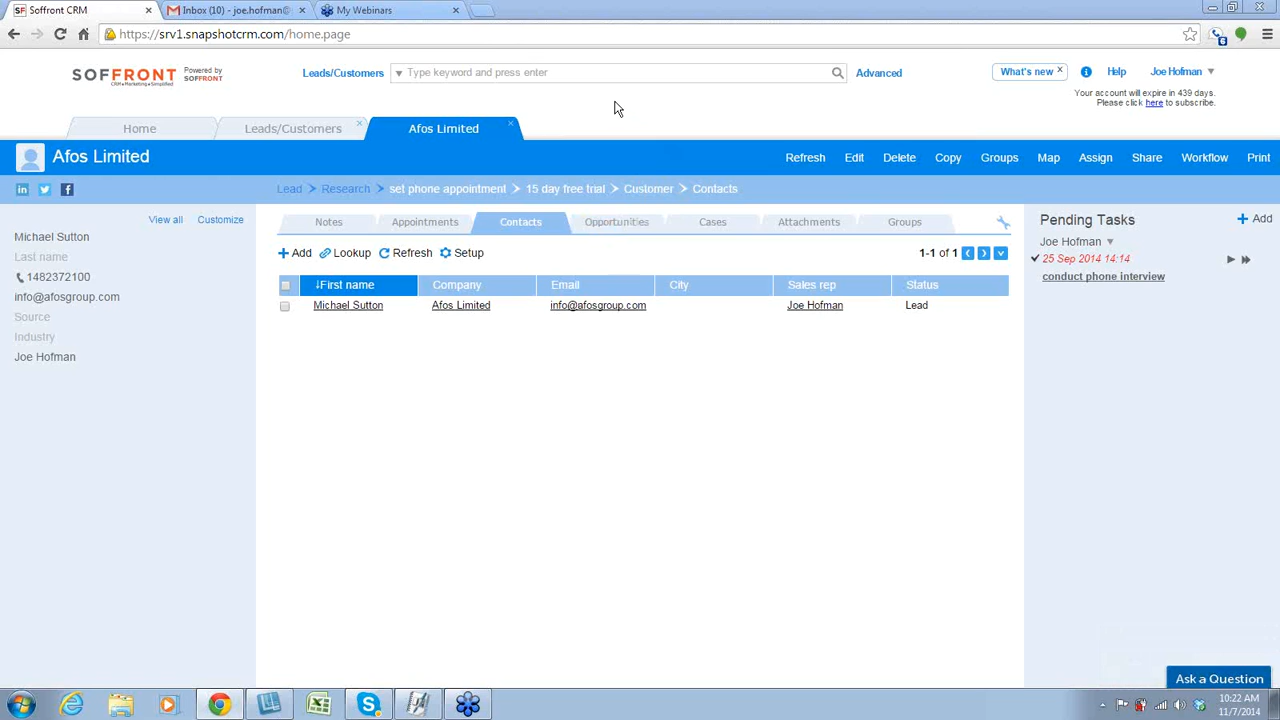 SF Soffront CRM
Inbox (10) - joe.hofman@
My Webinars
https://srv1.snapshotcrm.com/home.page
6
SOFFRONT
CRM•Marketing•Simplified
Powered by
SOFFRONT
Leads/Customers
Type keyword and press enter
Advanced
What's new x
Help
Joe Hofman
Your account will expire in 439 days.
Please click here to subscribe.
Home
Leads/Customers
Afos Limited
Afos Limited
Refresh Edit Delete Copy Groups Map Assign Share Workflow Print
Lead Research set phone appointment 15 day free trial Customer Contacts
View all Customize
Michael Sutton
Last name
1482372100
info@afosgroup.com
Source
Industry
Joe Hofman
Notes Appointments Contacts Opportunities Cases Attachments Groups
Add Lookup Refresh Setup
1-1 of 1
First name Company Email City Sales rep Status
Michael Sutton Afos Limited info@afosgroup.com Joe Hofman Lead
Pending Tasks
Add
Joe Hofman
25 Sep 2014 14:14
conduct phone interview
Ask a Question
10:22 AM
11/7/2014